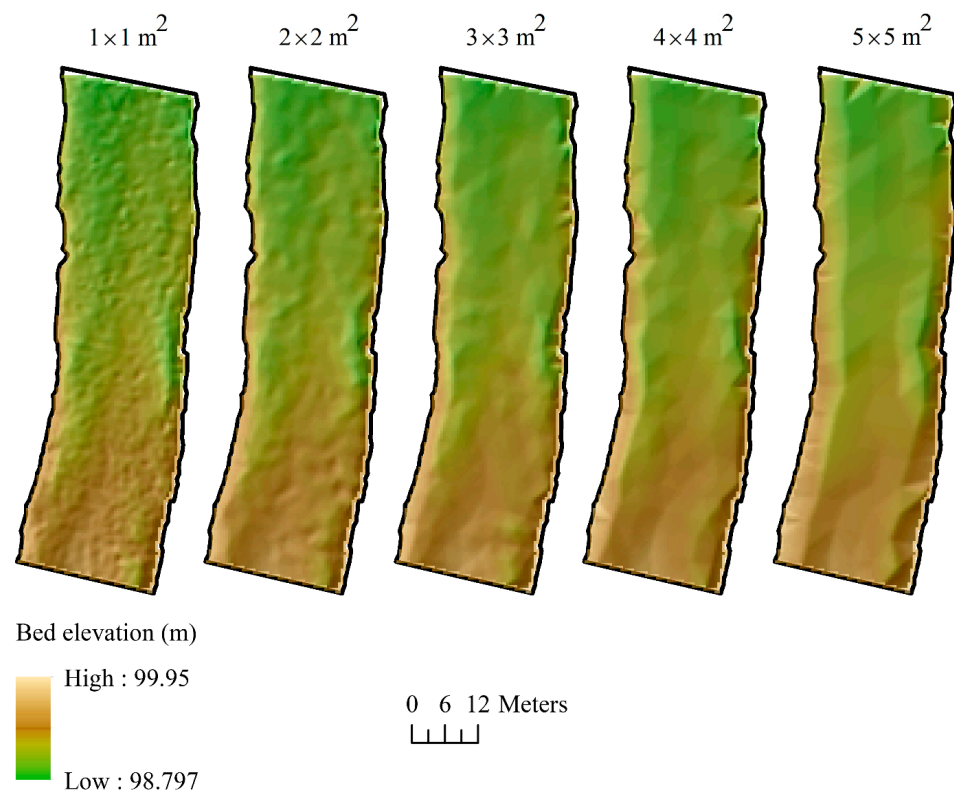 1×1 m²
2×2 m²
3×3 m²
4×4 m²
5×5 m²
Bed elevation (m)
High : 99.95
Low : 98.797
0 6 12 Meters